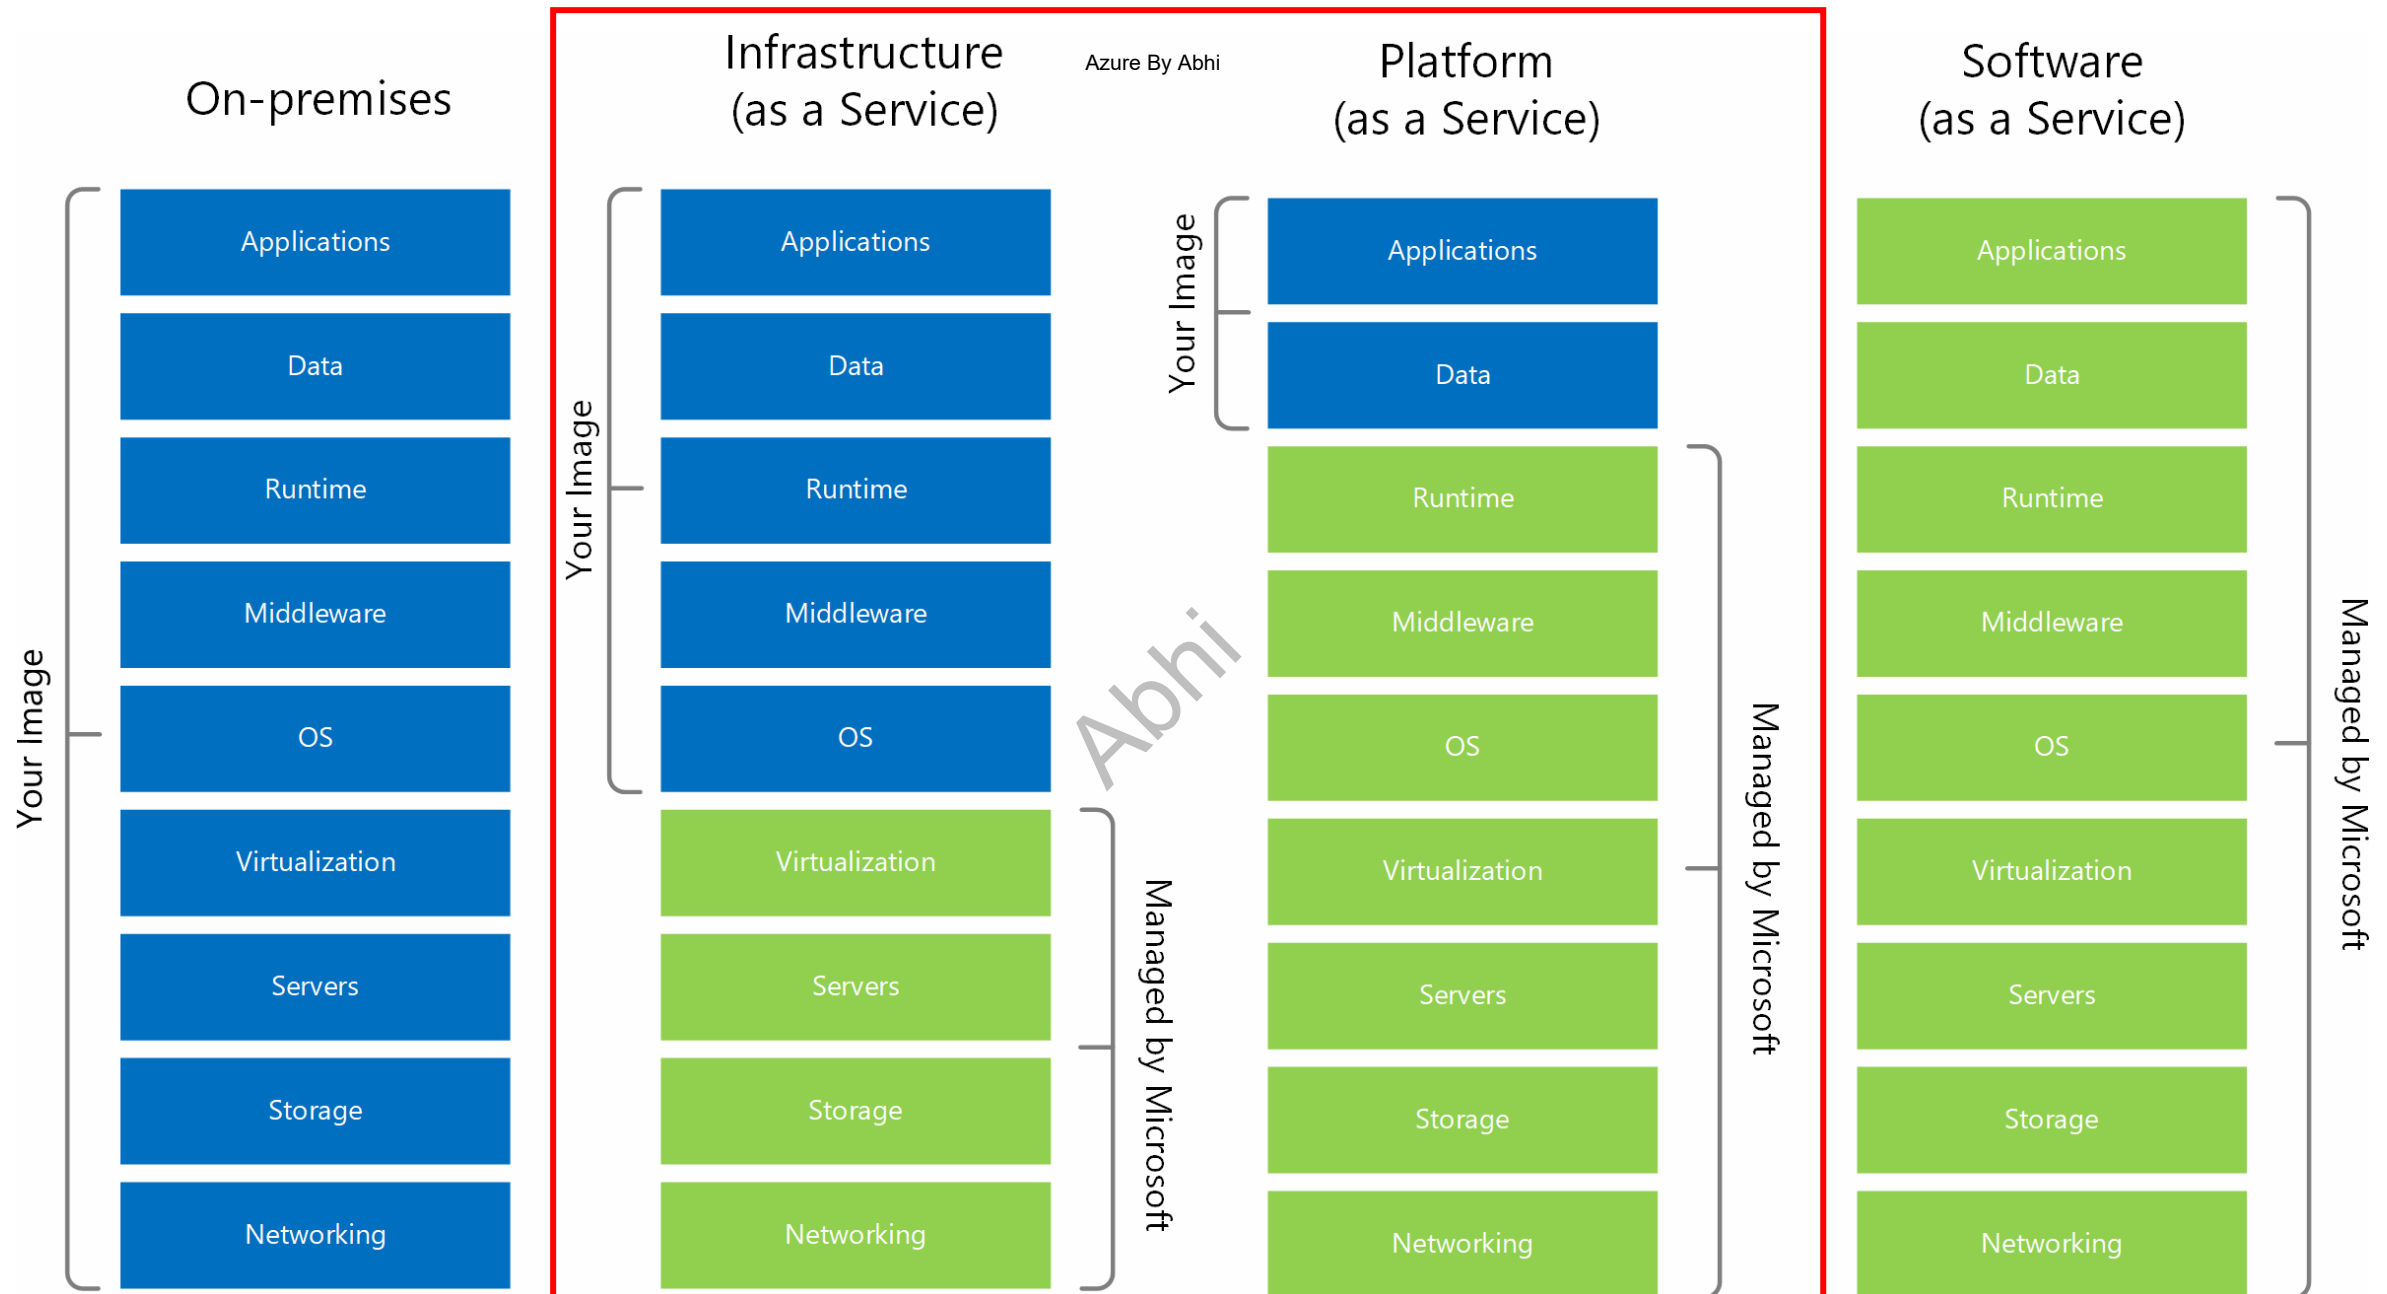 On-premises
Your Image
Applications
Data
Runtime
Middleware
OS
Virtualization
Servers
Storage
Networking
Infrastructure
(as a Service)
Your Image
Applications
Data
Runtime
Middleware
OS
Virtualization
Servers
Storage
Networking
Managed by Microsoft
Azure By Abhi
Abhi
Platform
(as a Service)
Your Image
Applications
Data
Runtime
Middleware
OS
Virtualization
Servers
Storage
Networking
Managed by Microsoft
Software
(as a Service)
Applications
Data
Runtime
Middleware
OS
Virtualization
Servers
Storage
Networking
Managed by Microsoft